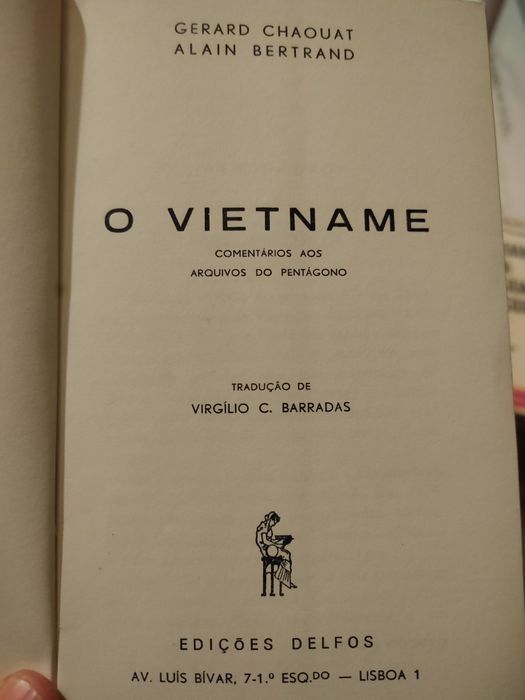 GERARD CHAOUAT
ALAIN BERTRAND
O VIETNAME
COMENTÁRIOS AOS
ARQUIVOS DO PENTÁGONO
TRADUÇÃO DE
VIRGÍLIO C. BARRADAS
EDIÇÕES DELFOS
AV. LUÍS BÍVAR, 7-1.º ESQ.DO — LISBOA 1